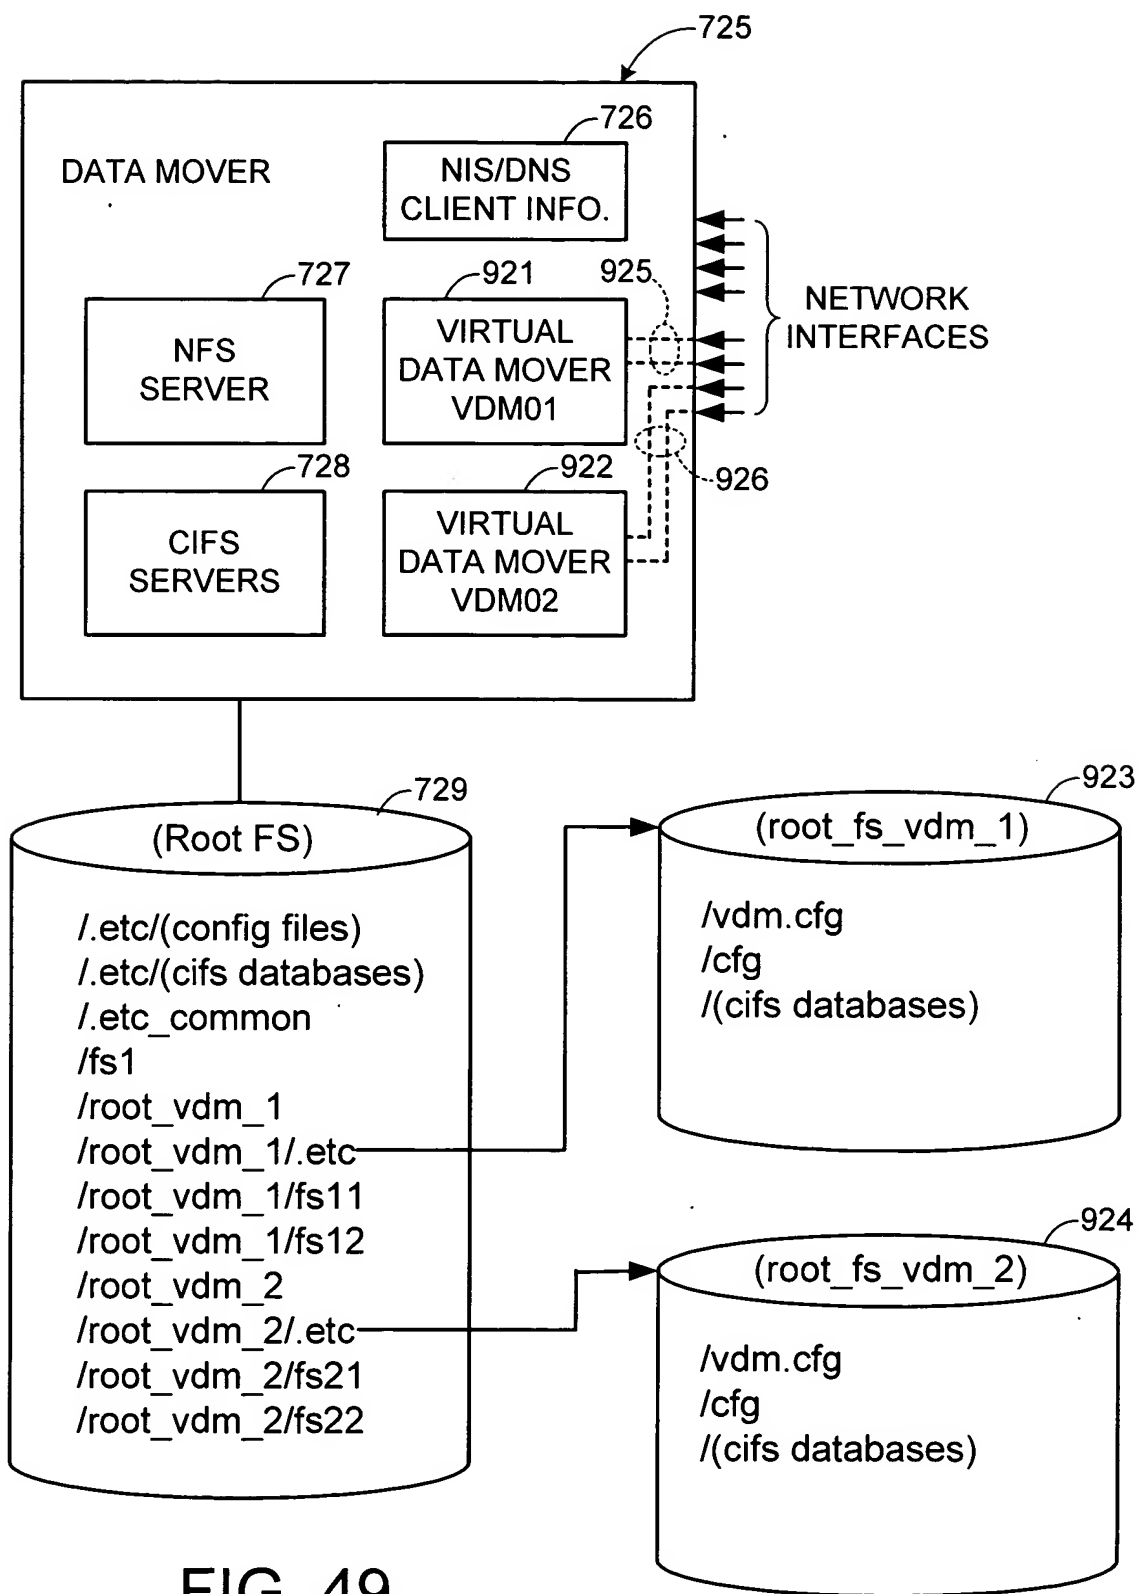 725
DATA MOVER
726
NIS/DNS
CLIENT INFO.
727
NFS
SERVER
921
VIRTUAL
DATA MOVER
VDM01
925
NETWORK
INTERFACES
728
CIFS
SERVERS
922
VIRTUAL
DATA MOVER
VDM02
926
729
(Root FS)
/.etc/(config files)
/.etc/(cifs databases)
/.etc_common
/fs1
/root_vdm_1
/root_vdm_1/.etc
/root_vdm_1/fs11
/root_vdm_1/fs12
/root_vdm_2
/root_vdm_2/.etc
/root_vdm_2/fs21
/root_vdm_2/fs22
923
(root_fs_vdm_1)
/vdm.cfg
/cfg
/(cifs databases)
924
(root_fs_vdm_2)
/vdm.cfg
/cfg
/(cifs databases)
FIG. 49